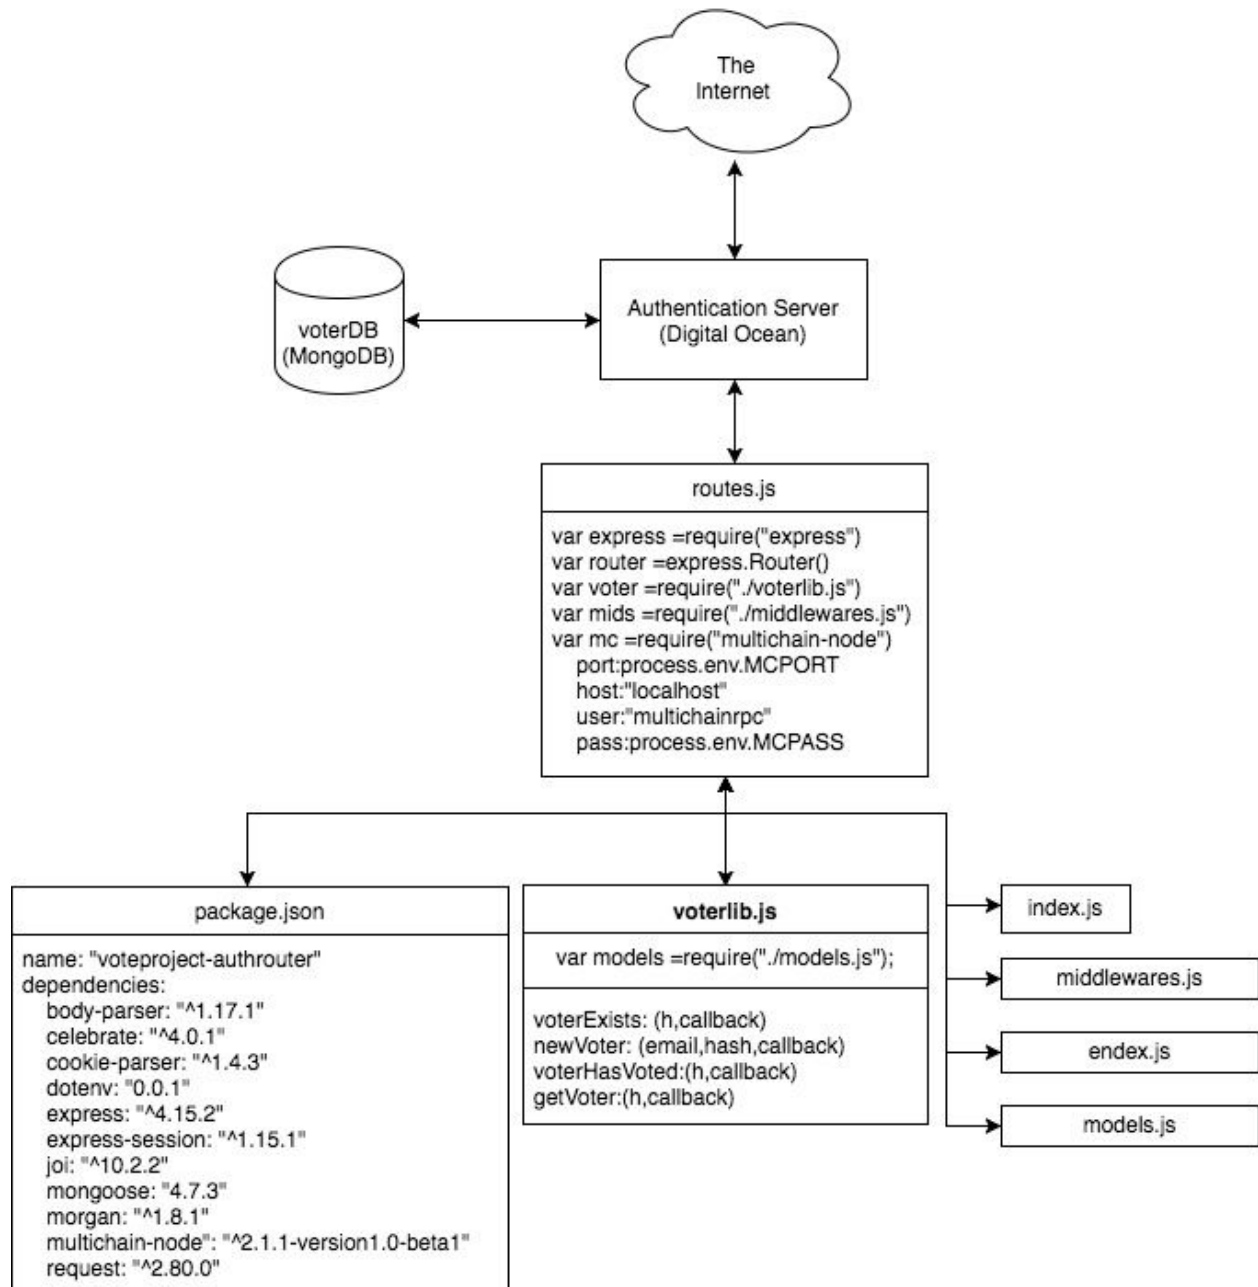 The
Internet
voterDB
(MongoDB)
Authentication Server
(Digital Ocean)
routes.js
var express =require("express")
var router =express.Router()
var voter =require("./voterlib.js")
var mids =require("./middlewares.js")
var mc =require("multichain-node")
port:process.env.MCPORT
host:"localhost"
user:"multichainrpc"
pass:process.env.MCPASS
package.json
name: "voteproject-authrouter"
dependencies:
body-parser: "^1.17.1"
celebrate: "^4.0.1"
cookie-parser: "^1.4.3"
dotenv: "0.0.1"
express: "^4.15.2"
express-session: "^1.15.1"
joi: "^10.2.2"
mongoose: "4.7.3"
morgan: "^1.8.1"
multichain-node": "^2.1.1-version1.0-beta1"
request: "^2.80.0"
voterlib.js
var models =require("./models.js");
voterExists: (h,callback)
newVoter: (email,hash,callback)
voterHasVoted:(h,callback)
getVoter:(h,callback)
index.js
middlewares.js
endex.js
models.js